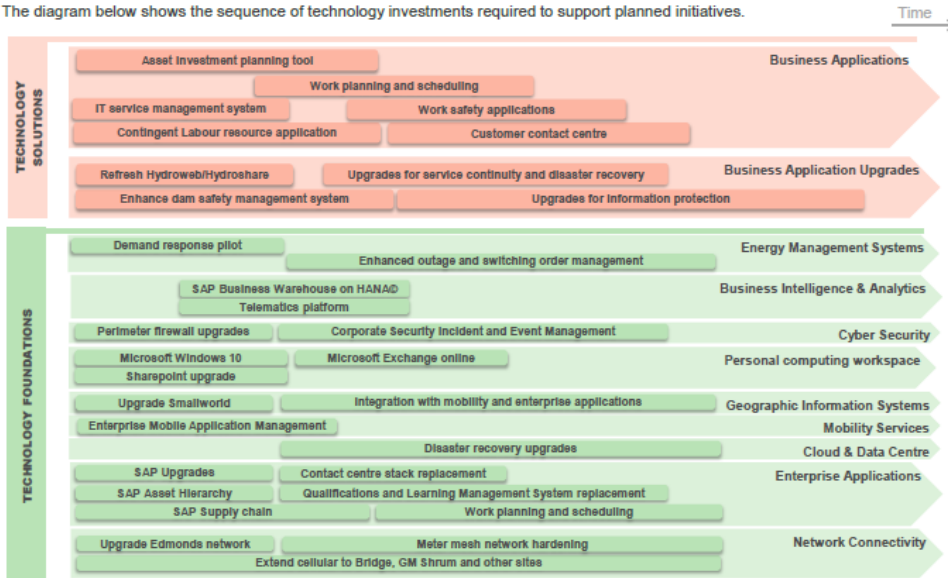 The diagram below shows the sequence of technology investments required to support planned initiatives.
Time
TECHNOLOGY
SOLUTIONS
Asset investment planning tool
Business Applications
Work planning and scheduling
IT service management system
Work safety applications
Contingent Labour resource application
Customer contact centre
Refresh Hydroweb/Hydroshare
Upgrades for service continuity and disaster recovery
Business Application Upgrades
Enhance dam safety management system
Upgrades for information protection
TECHNOLOGY FOUNDATIONS
Demand response pilot
Energy Management Systems
Enhanced outage and switching order management
SAP Business Warehouse on HANA©
Business Intelligence & Analytics
Telematics platform
Perimeter firewall upgrades
Corporate Security Incident and Event Management
Cyber Security
Microsoft Windows 10
Microsoft Exchange online
Personal computing workspace
Sharepoint upgrade
Upgrade Smallworld
Integration with mobility and enterprise applications
Geographic Information Systems
Enterprise Mobile Application Management
Mobility Services
Disaster recovery upgrades
Cloud & Data Centre
SAP Upgrades
Contact centre stack replacement
Enterprise Applications
SAP Asset Hierarchy
Qualifications and Learning Management System replacement
SAP Supply chain
Work planning and scheduling
Upgrade Edmonds network
Meter mesh network hardening
Network Connectivity
Extend cellular to Bridge, GM Shrum and other sites